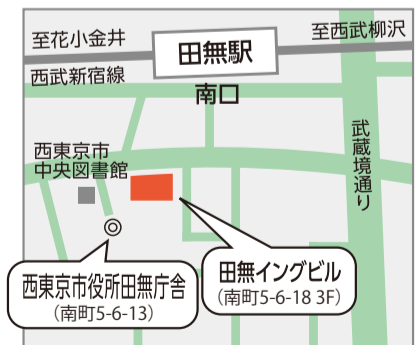 至花小金井
田無駅
至西武柳沢
西武新宿線
南口
武蔵境通り
西東京市
中央図書館
西東京市役所田無庁舎
（南町5-6-13）
田無イングビル
（南町5-6-18 3F）